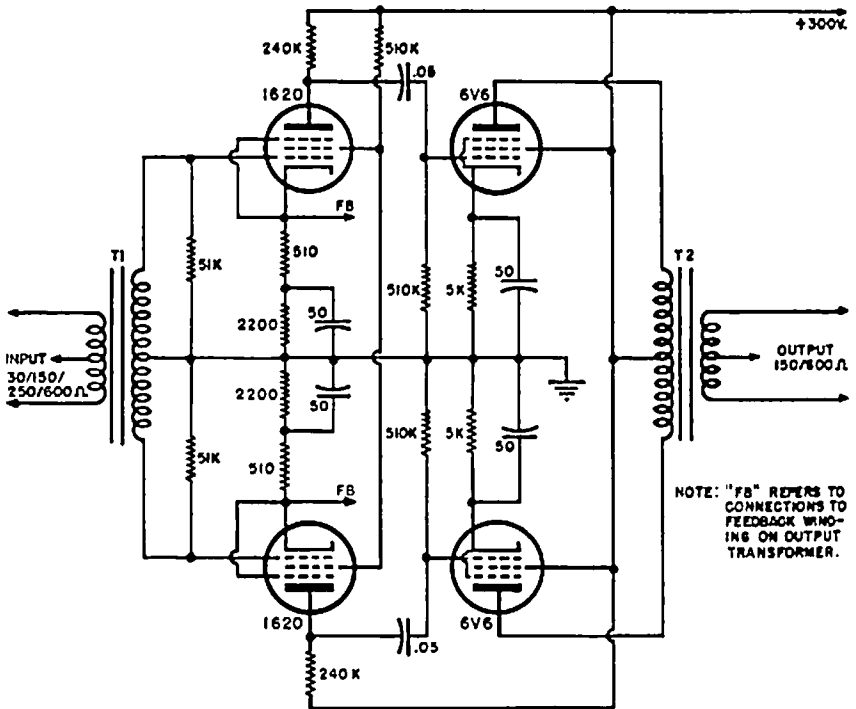 +300V.
240K
510K
.05
1620
6V6
FB
T1
51K
510
510K
5K
50
T2
2200
50
INPUT
30/150/
250/600Ω
OUTPUT
150/600Ω
2200
50
51K
510K
5K
50
510
FB
NOTE: "FB" REFERS TO
CONNECTIONS TO
FEEDBACK WIND-
ING ON OUTPUT
TRANSFORMER.
1620
6V6
.05
240K